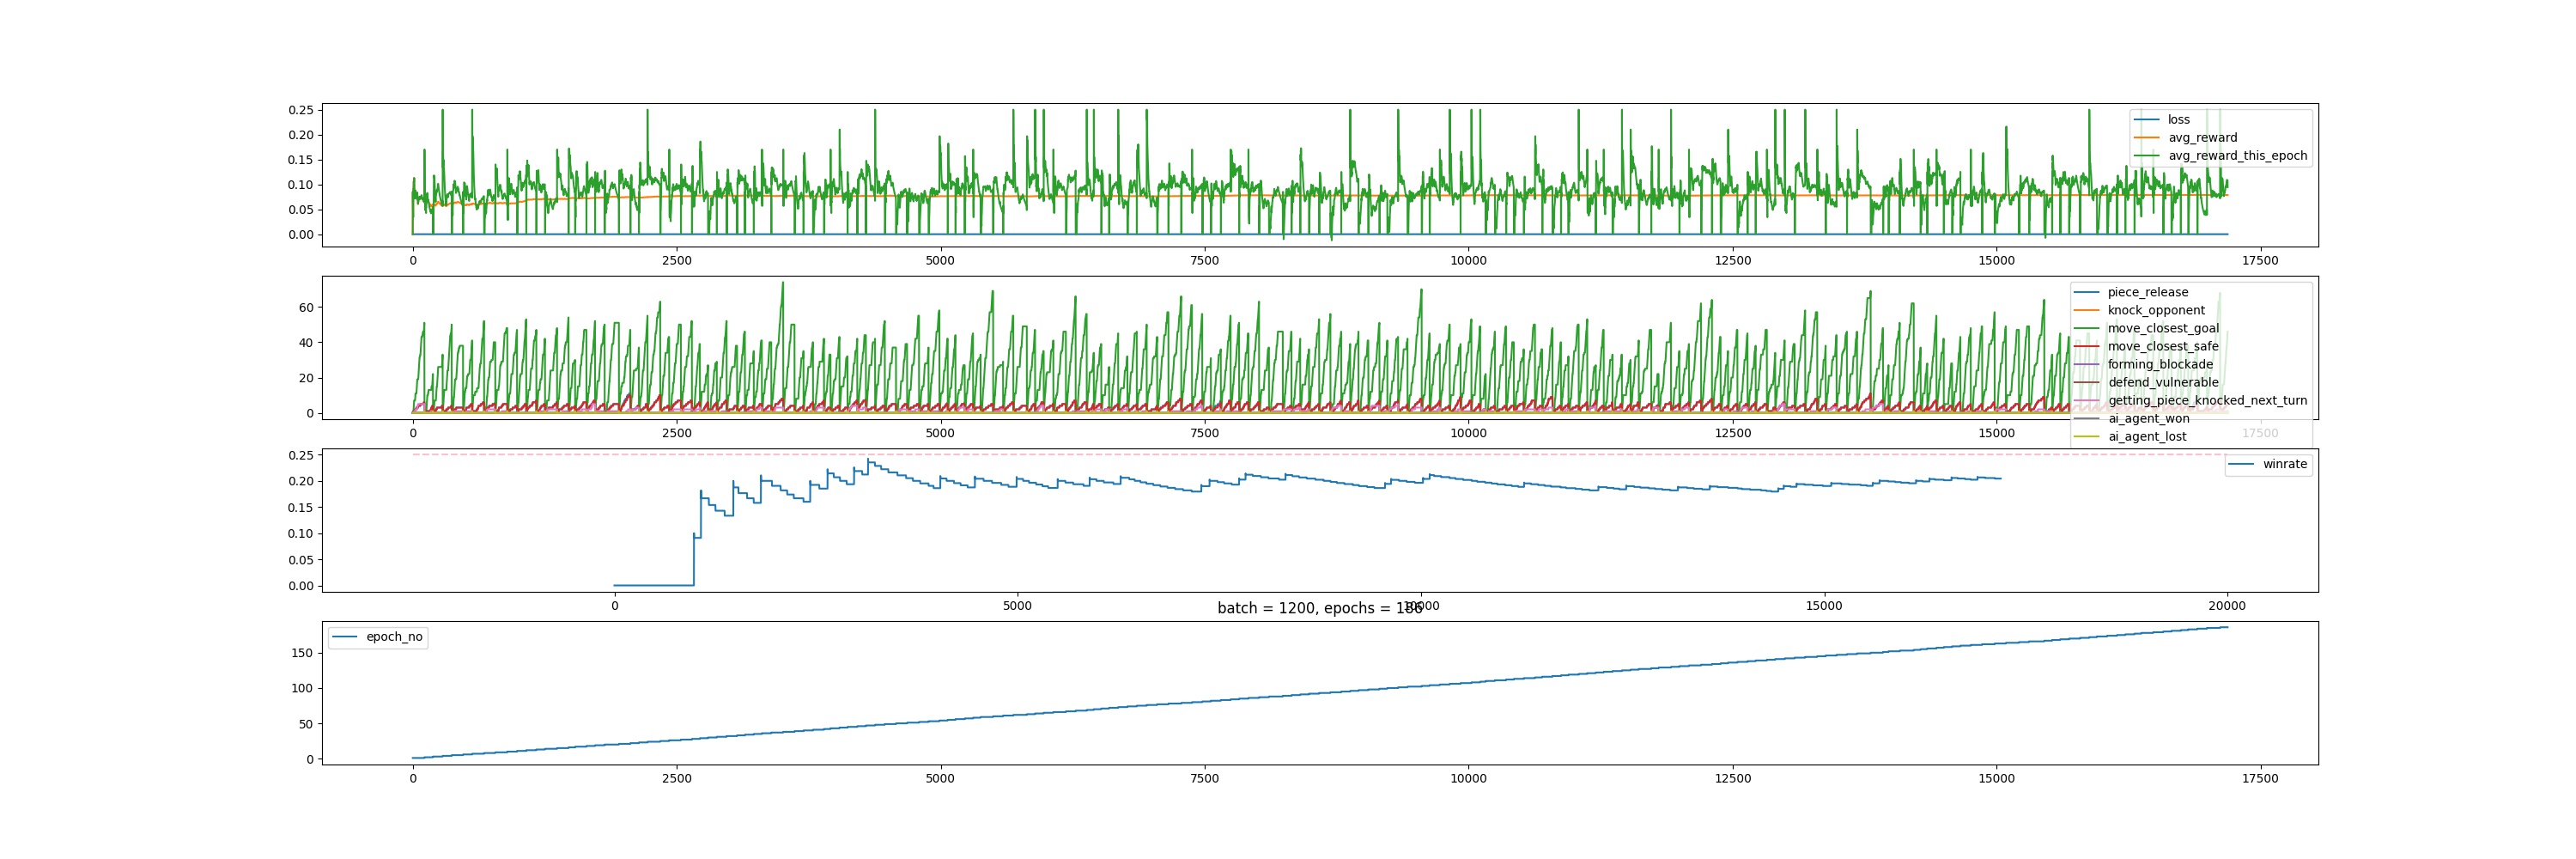 0.25
0.20
0.15
0.10
0.05
0.00
loss
avg_reward
avg_reward_this_epoch
0 2500 5000 7500 10000 12500 15000 17500
60
40
20
0
piece_release
knock_opponent
move_closest_goal
move_closest_safe
forming_blockade
defend_vulnerable
getting_piece_knocked_next_turn
ai_agent_won
ai_agent_lost
0 2500 5000 7500 10000 12500 15000 17500
0.25
0.20
0.15
0.10
0.05
0.00
winrate
0 5000 10000 15000 20000
batch = 1200, epochs = 186
150
100
50
0
epoch_no
0 2500 5000 7500 10000 12500 15000 17500